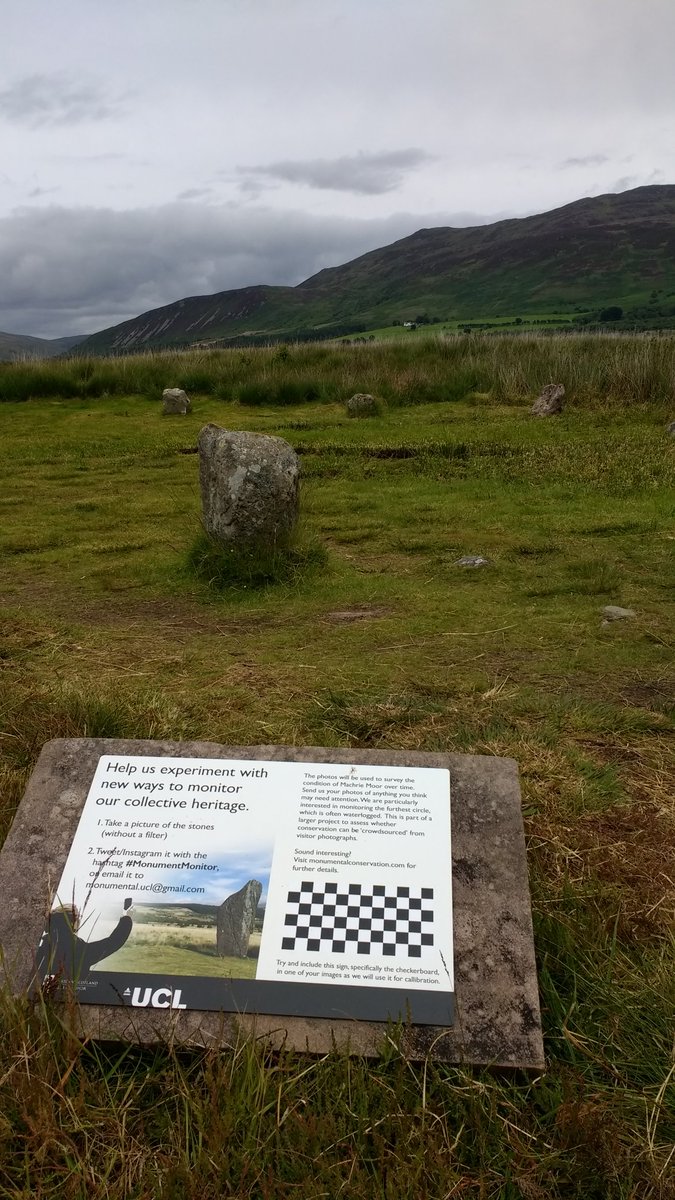 Help us experiment with
new ways to monitor
our collective heritage.
1. Take a picture of the stones
(without a filter)
2. Tweet/Instagram it with the
hashtag #MonumentMonitor,
or email it to
monumental.ucl@gmail.com
UCL
The photos will be used to survey the
condition of Machrie Moor over time.
Send us your photos of anything you think
may need attention. We are particularly
interested in monitoring the furthest circle,
which is often waterlogged. This is part of a
larger project to assess whether
conservation can be 'crowdsourced' from
visitor photographs.
Sound interesting?
Visit monumentalconservation.com for
further details.
Try and include this sign, specifically the checkerboard,
in one of your images as we will use it for callibration.